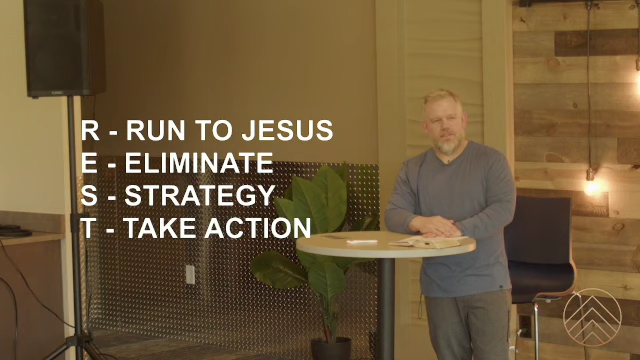 R - RUN TO JESUS
E - ELIMINATE
S - STRATEGY
T - TAKE ACTION